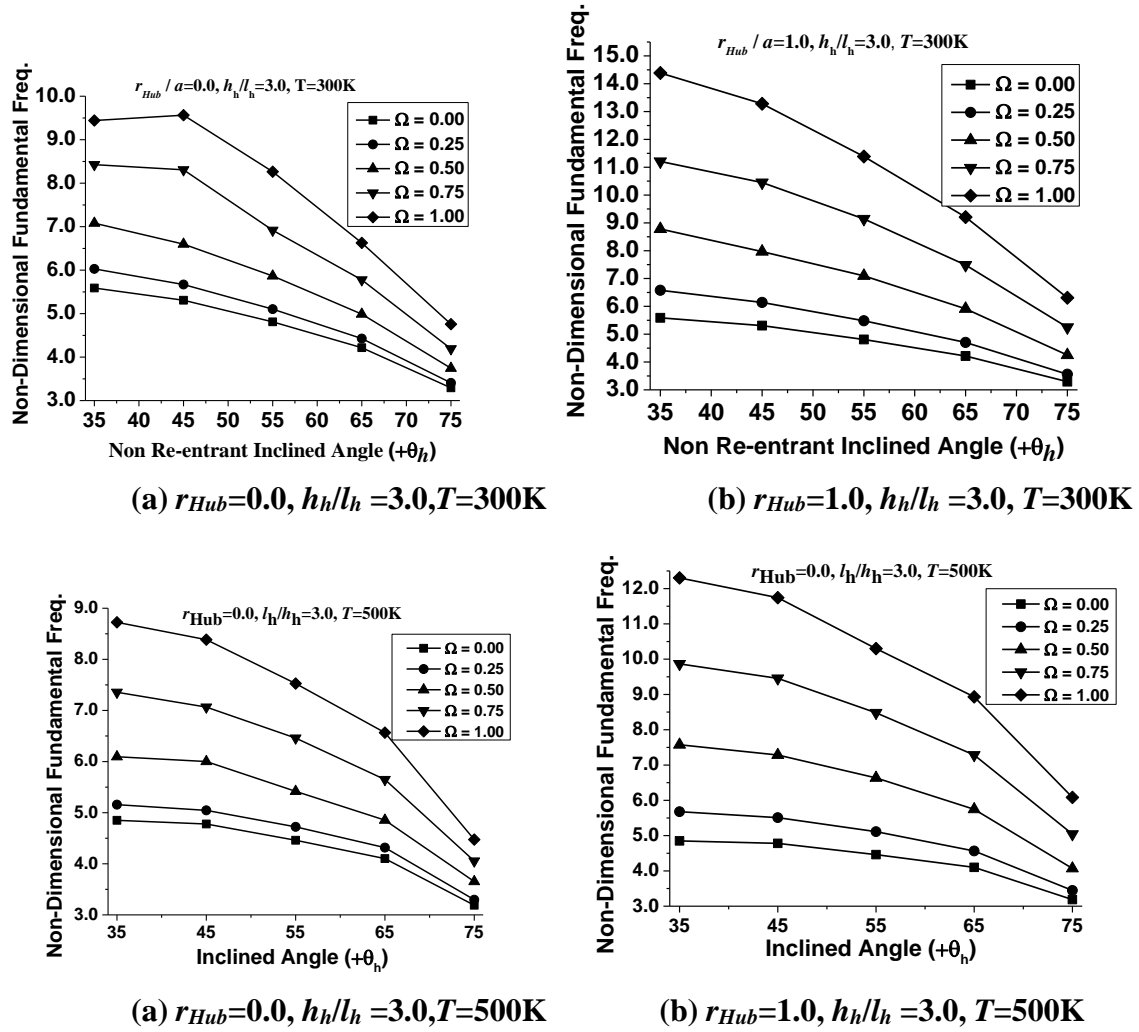 r_Hub / a=0.0, h_h/l_h=3.0, T=300K
Non-Dimensional Fundamental Freq.
10.0
9.0
8.0
7.0
6.0
5.0
4.0
3.0
35 40 45 50 55 60 65 70 75
Non Re-entrant Inclined Angle (+θ_h)
Ω = 0.00
Ω = 0.25
Ω = 0.50
Ω = 0.75
Ω = 1.00
(a) r_Hub=0.0, h_h/l_h =3.0,T=300K
r_Hub / a=1.0, h_h/l_h=3.0, T=300K
Non-Dimensional Fundamental Freq.
15.0
14.0
13.0
12.0
11.0
10.0
9.0
8.0
7.0
6.0
5.0
4.0
3.0
35 45 55 65 75
Non Re-entrant Inclined Angle (+θ_h)
Ω = 0.00
Ω = 0.25
Ω = 0.50
Ω = 0.75
Ω = 1.00
(b) r_Hub=1.0, h_h/l_h =3.0, T=300K
r_Hub=0.0, l_h/h_h=3.0, T=500K
Non-Dimensional Fundamental Freq.
9.0
8.0
7.0
6.0
5.0
4.0
3.0
35 45 55 65 75
Inclined Angle (+θ_h)
Ω = 0.00
Ω = 0.25
Ω = 0.50
Ω = 0.75
Ω = 1.00
(a) r_Hub=0.0, h_h/l_h =3.0,T=500K
r_Hub=0.0, l_h/h_h=3.0, T=500K
Non-Dimensional Fundamental Freq.
12.0
11.0
10.0
9.0
8.0
7.0
6.0
5.0
4.0
3.0
35 45 55 65 75
Inclined Angle (+θ_h)
Ω = 0.00
Ω = 0.25
Ω = 0.50
Ω = 0.75
Ω = 1.00
(b) r_Hub=1.0, h_h/l_h =3.0, T=500K